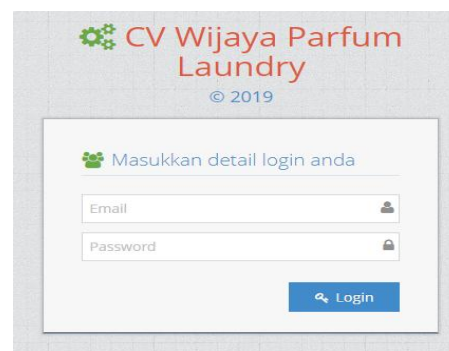 CV Wijaya Parfum
Laundry
© 2019
Masukkan detail login anda
Email
Password
Login